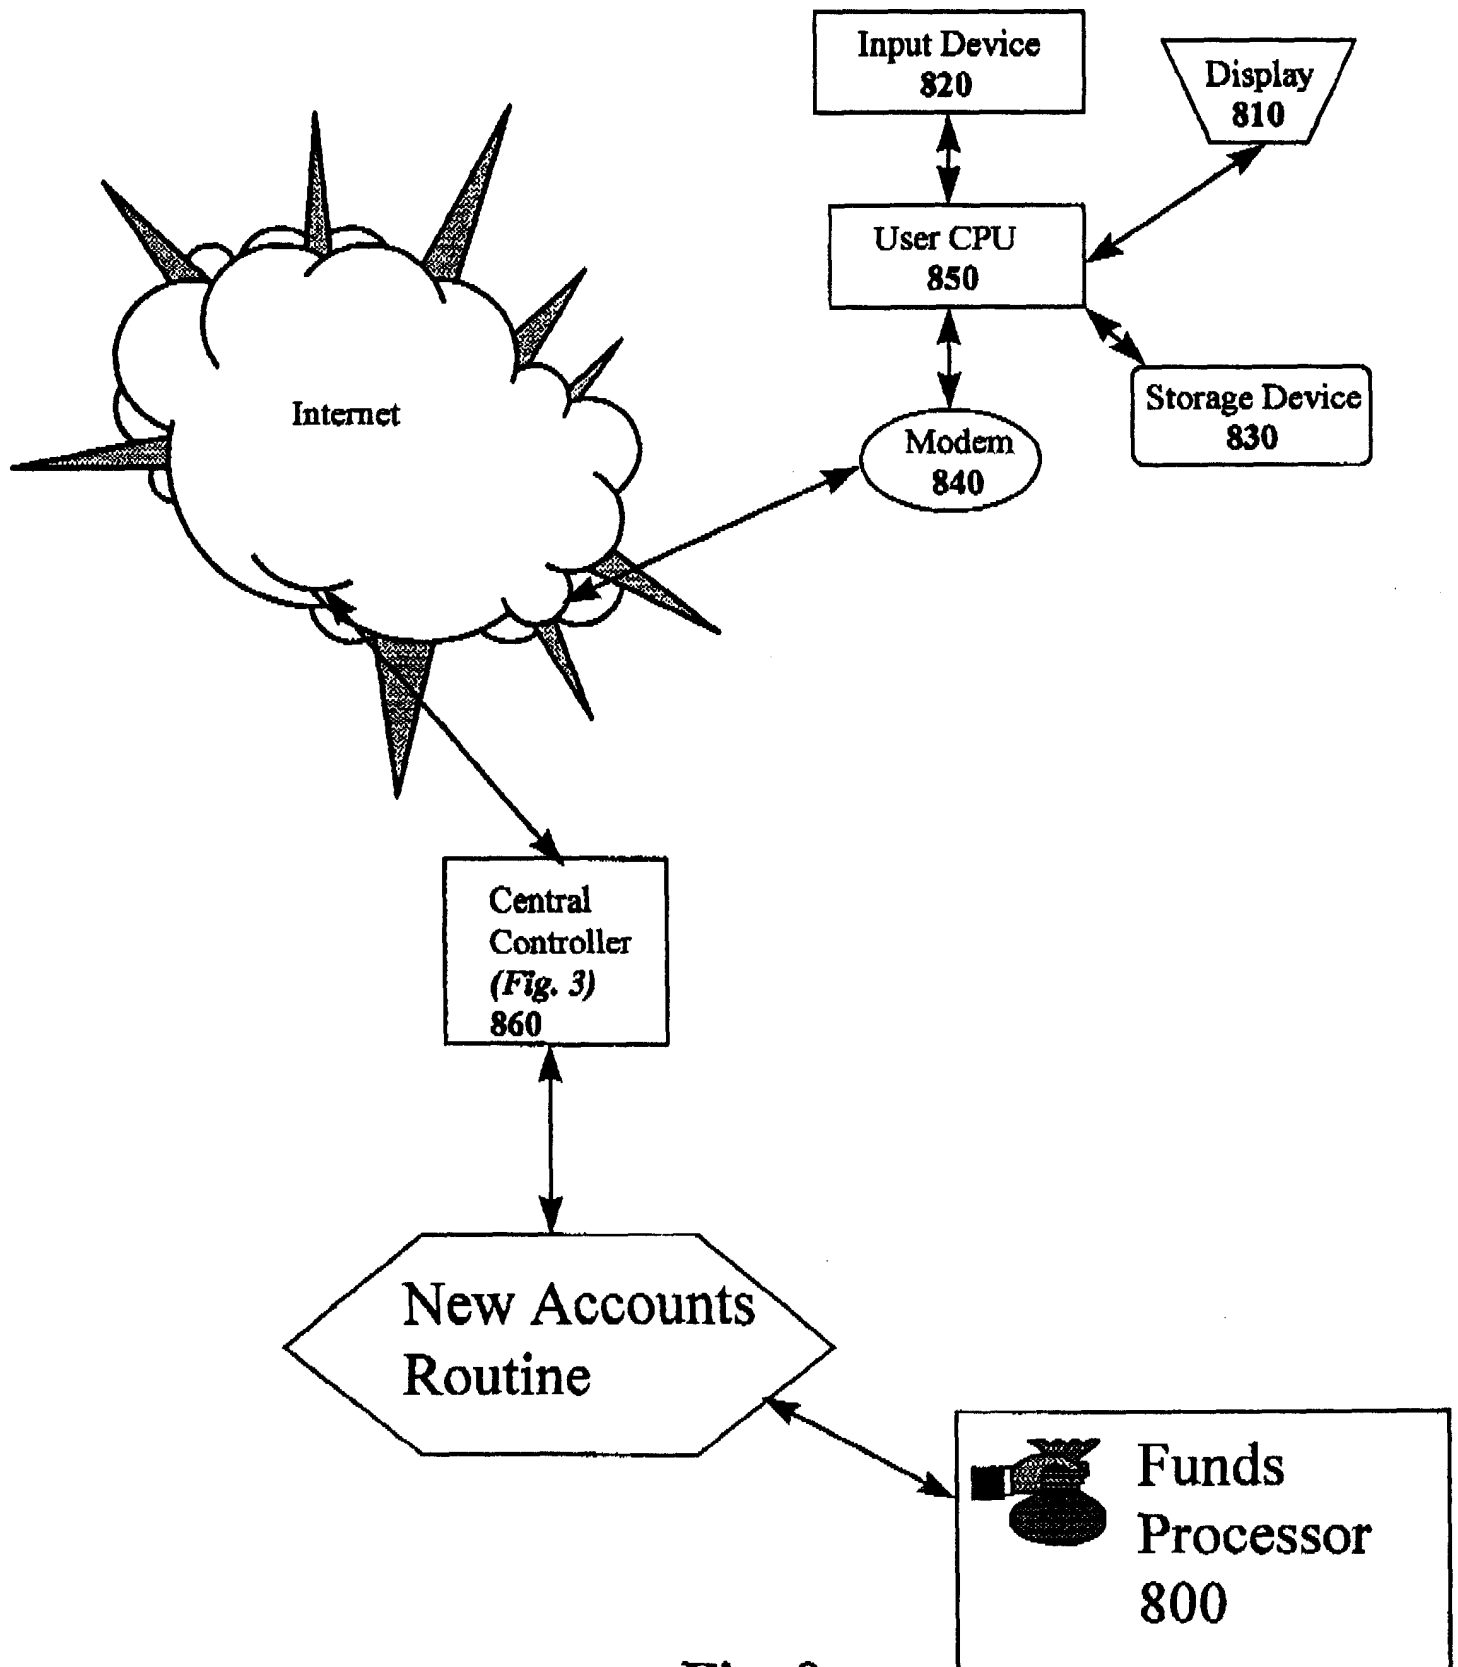 Input Device
820
Display
810
User CPU
850
Internet
Storage Device
830
Modem
840
Central
Controller
(Fig. 3)
860
New Accounts
Routine
Funds
Processor
800